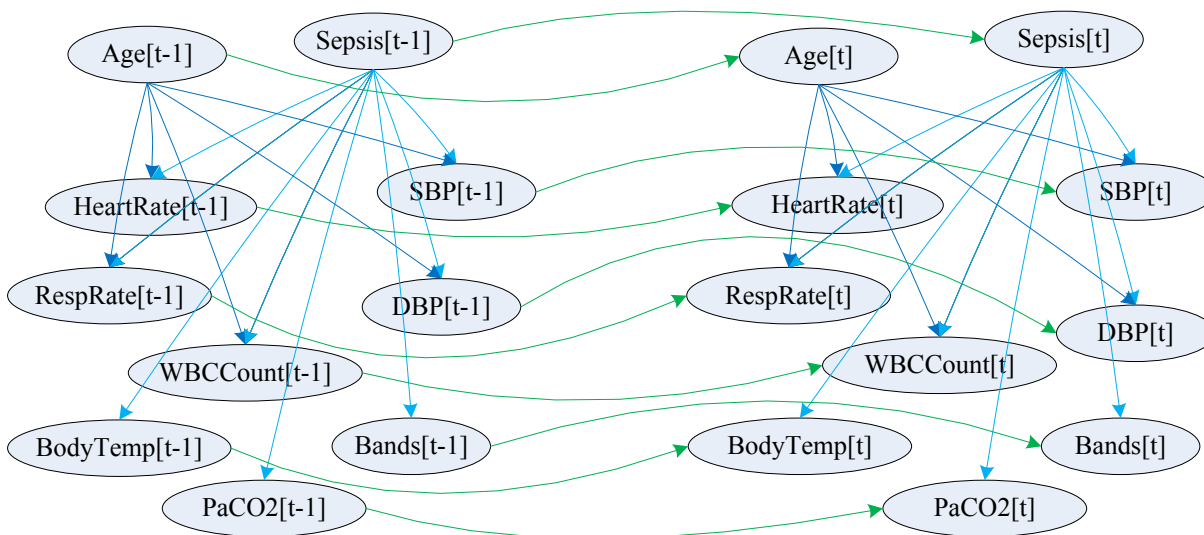 Age[t-1]
Sepsis[t-1]
Age[t]
Sepsis[t]
HeartRate[t-1]
SBP[t-1]
HeartRate[t]
SBP[t]
RespRate[t-1]
DBP[t-1]
RespRate[t]
DBP[t]
WBCCount[t-1]
WBCCount[t]
BodyTemp[t-1]
Bands[t-1]
BodyTemp[t]
Bands[t]
PaCO2[t-1]
PaCO2[t]